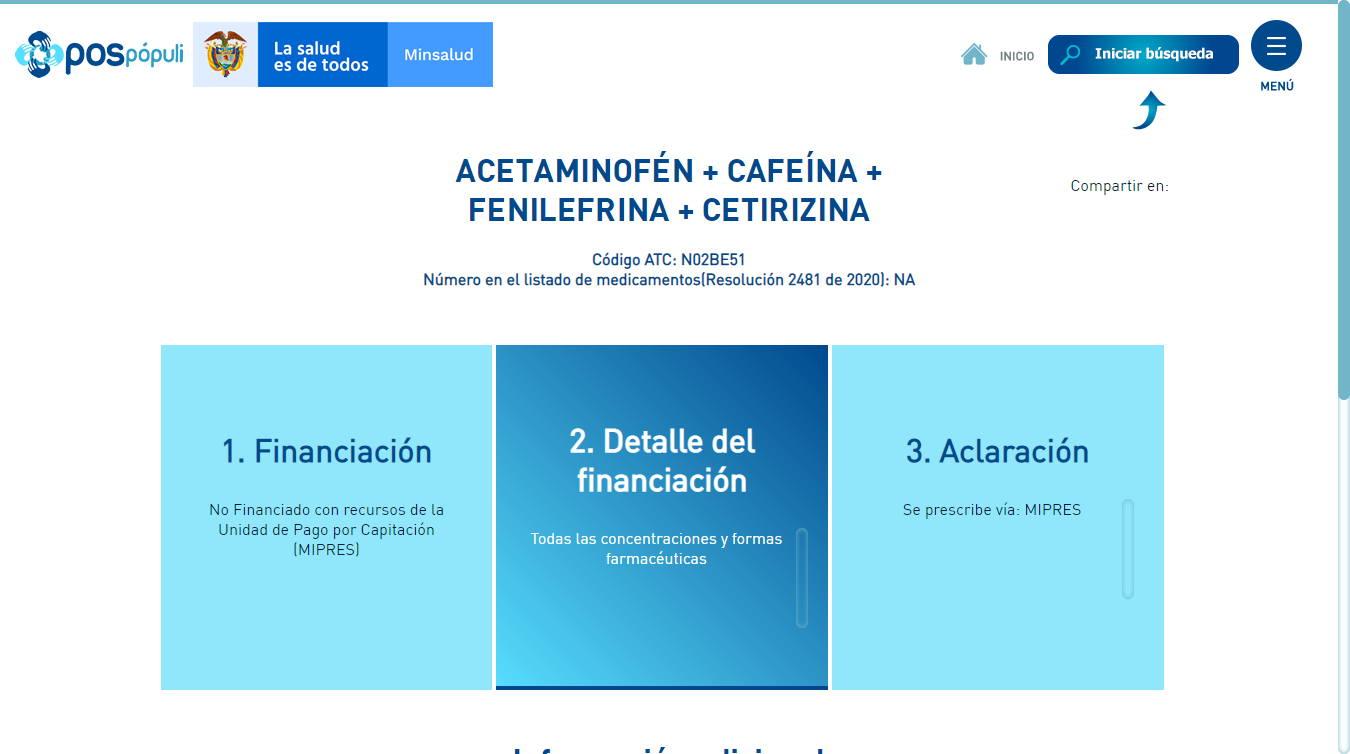 pospópuli
La salud
es de todos
Minsalud
INICIO
Iniciar búsqueda
MENÚ
ACETAMINOFÉN + CAFEÍNA +
FENILEFRINA + CETIRIZINA
Compartir en:
Código ATC: N02BE51
Número en el listado de medicamentos(Resolución 2481 de 2020): NA
1. Financiación
No Financiado con recursos de la
Unidad de Pago por Capitación
(MIPRES)
2. Detalle del
financiación
Todas las concentraciones y formas
farmacéuticas
3. Aclaración
Se prescribe vía: MIPRES